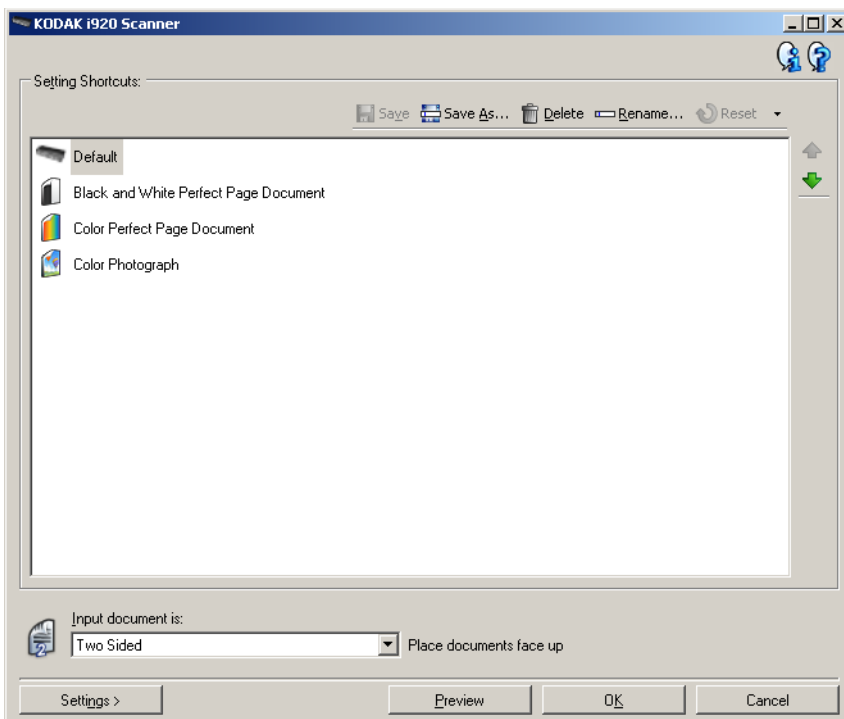 KODAK i920 Scanner
Setting Shortcuts:
Save Save As... Delete Rename... Reset
Default
Black and White Perfect Page Document
Color Perfect Page Document
Color Photograph
Input document is:
Two Sided Place documents face up
Settings > Preview OK Cancel